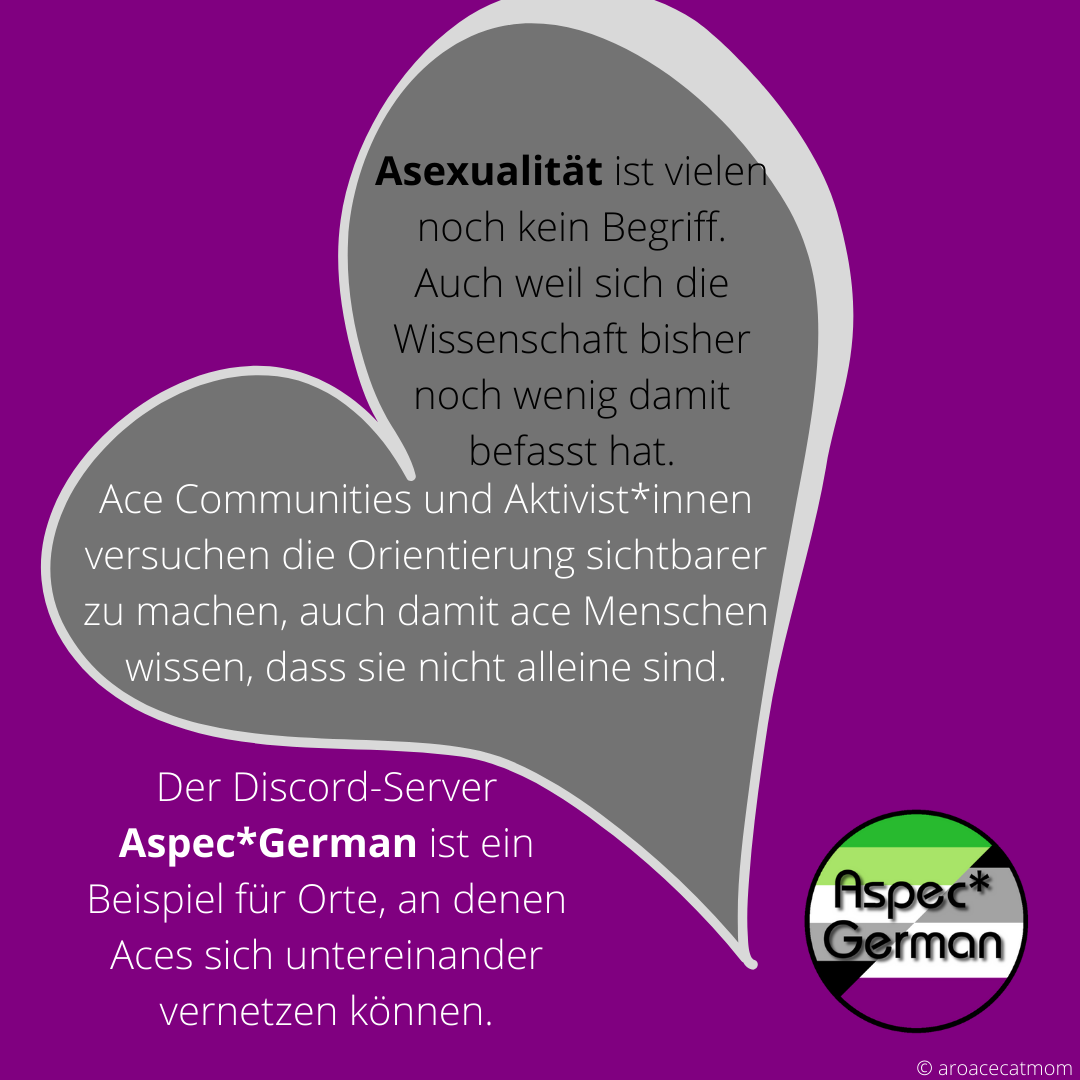 Asexualität ist vielen
noch kein Begriff.
Auch weil sich die
Wissenschaft bisher
noch wenig damit
befasst hat.
Ace Communities und Aktivist*innen
versuchen die Orientierung sichtbarer
zu machen, auch damit ace Menschen
wissen, dass sie nicht alleine sind.
Der Discord-Server
Aspec*German ist ein
Beispiel für Orte, an denen
Aces sich untereinander
vernetzen können.
Aspec*
German
© aroacecatmom